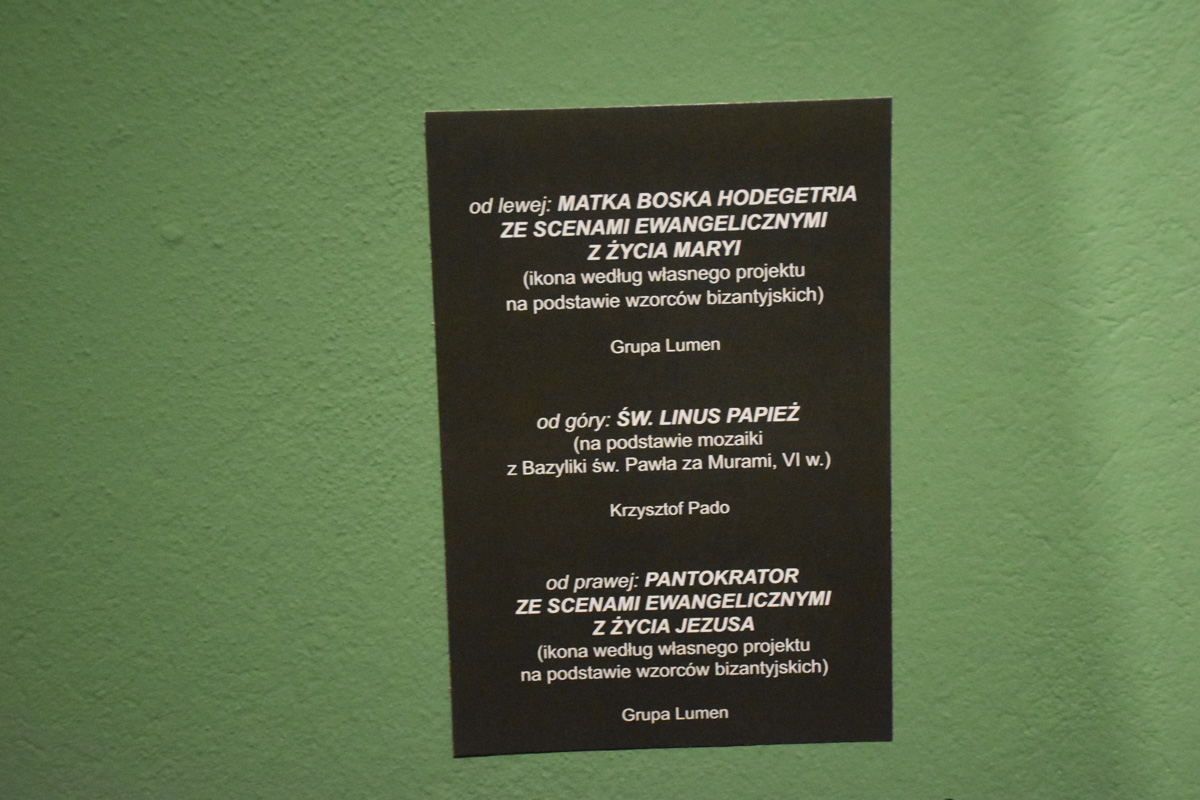 od lewej: MATKA BOSKA HODEGETRIA
ZE SCENAMI EWANGELICZNYMI
Z ŻYCIA MARYI
(ikona według własnego projektu
na podstawie wzorców bizantyjskich)
Grupa Lumen
od góry: ŚW. LINUS PAPIEŻ
(na podstawie mozaiki
z Bazyliki św. Pawła za Murami, VI w.)
Krzysztof Pado
od prawej: PANTOKRATOR
ZE SCENAMI EWANGELICZNYMI
Z ŻYCIA JEZUSA
(ikona według własnego projektu
na podstawie wzorców bizantyjskich)
Grupa Lumen